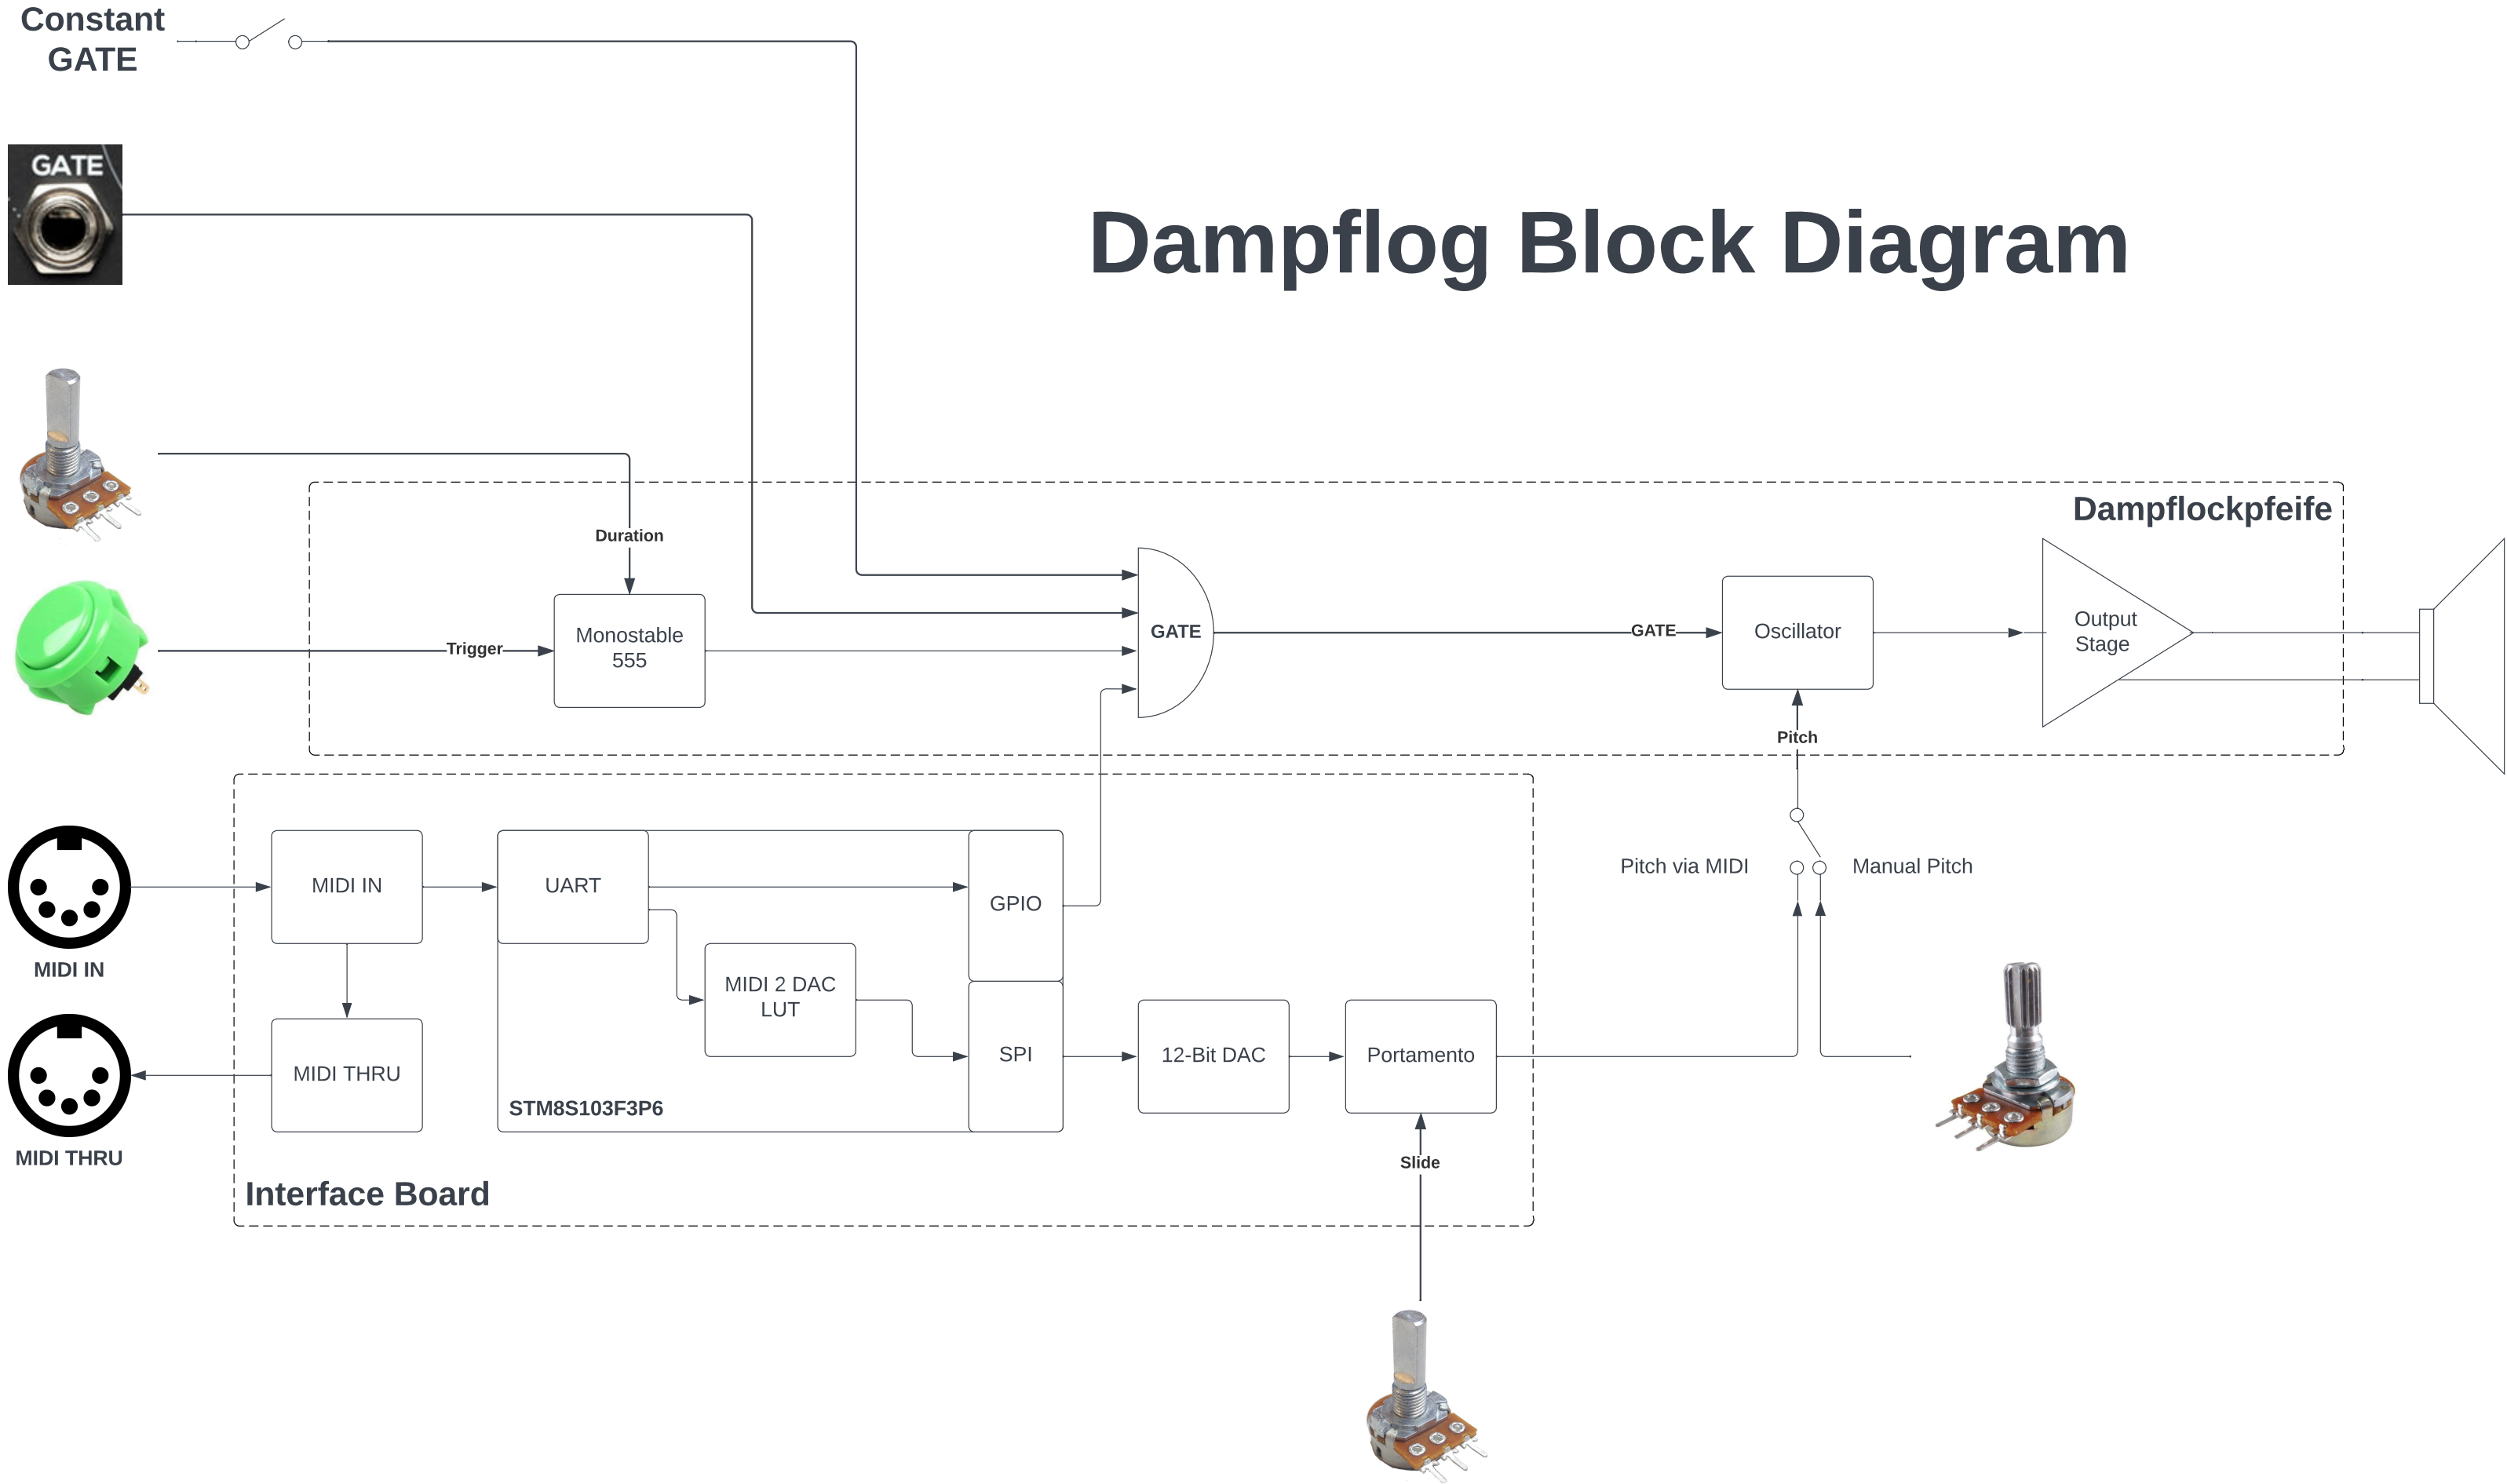 Constant
GATE
GATE
Dampflog Block Diagram
Dampflockpfeife
Duration
Trigger
Monostable
555
GATE
GATE
Oscillator
Output
Stage
Pitch
Pitch via MIDI
Manual Pitch
MIDI IN
MIDI IN
UART
GPIO
MIDI 2 DAC
LUT
SPI
12-Bit DAC
Portamento
MIDI THRU
MIDI THRU
STM8S103F3P6
Slide
Interface Board